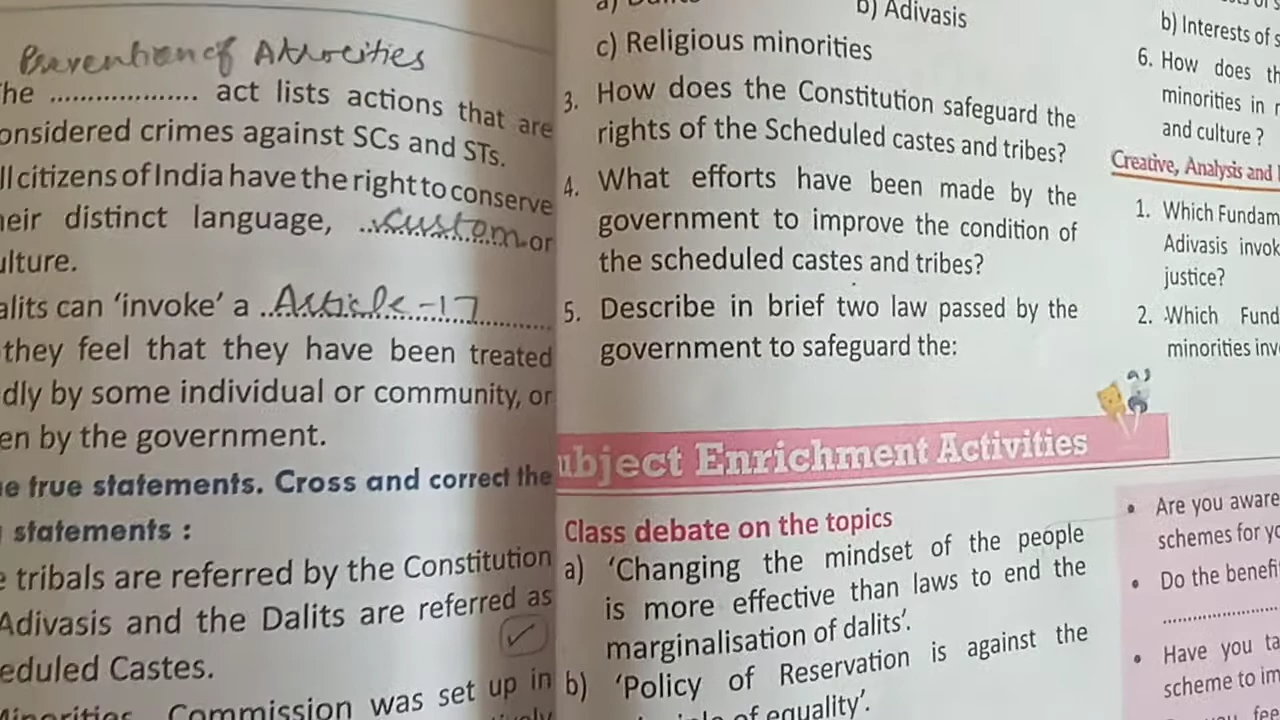 Prevention of Atrocities
he .................... act lists actions that are
onsidered crimes against SCs and STs.
ll citizens of India have the right to conserve
heir distinct language, custom or
ulture.
alits can 'invoke' a Article-17
they feel that they have been treated
dly by some individual or community, or
en by the government.
e true statements. Cross and correct the
statements :
e tribals are referred by the Constitution
Adivasis and the Dalits are referred as
eduled Castes.
✓
Commission was set up in
b) Adivasis
c) Religious minorities
3. How does the Constitution safeguard the
rights of the Scheduled castes and tribes?
4. What efforts have been made by the
government to improve the condition of
the scheduled castes and tribes?
5. Describe in brief two law passed by the
government to safeguard the:
ubject Enrichment Activities
Class debate on the topics
a) 'Changing the mindset of the people
is more effective than laws to end the
marginalisation of dalits'.
b) 'Policy of Reservation is against the
of equality'.
b) Interests of s
6. How does th
minorities in r
and culture ?
Creative, Analysis and
1. Which Fundam
Adivasis invok
justice?
2. Which Fund
minorities inv
• Are you aware
schemes for yo
• Do the benefi
....................
• Have you ta
scheme to im